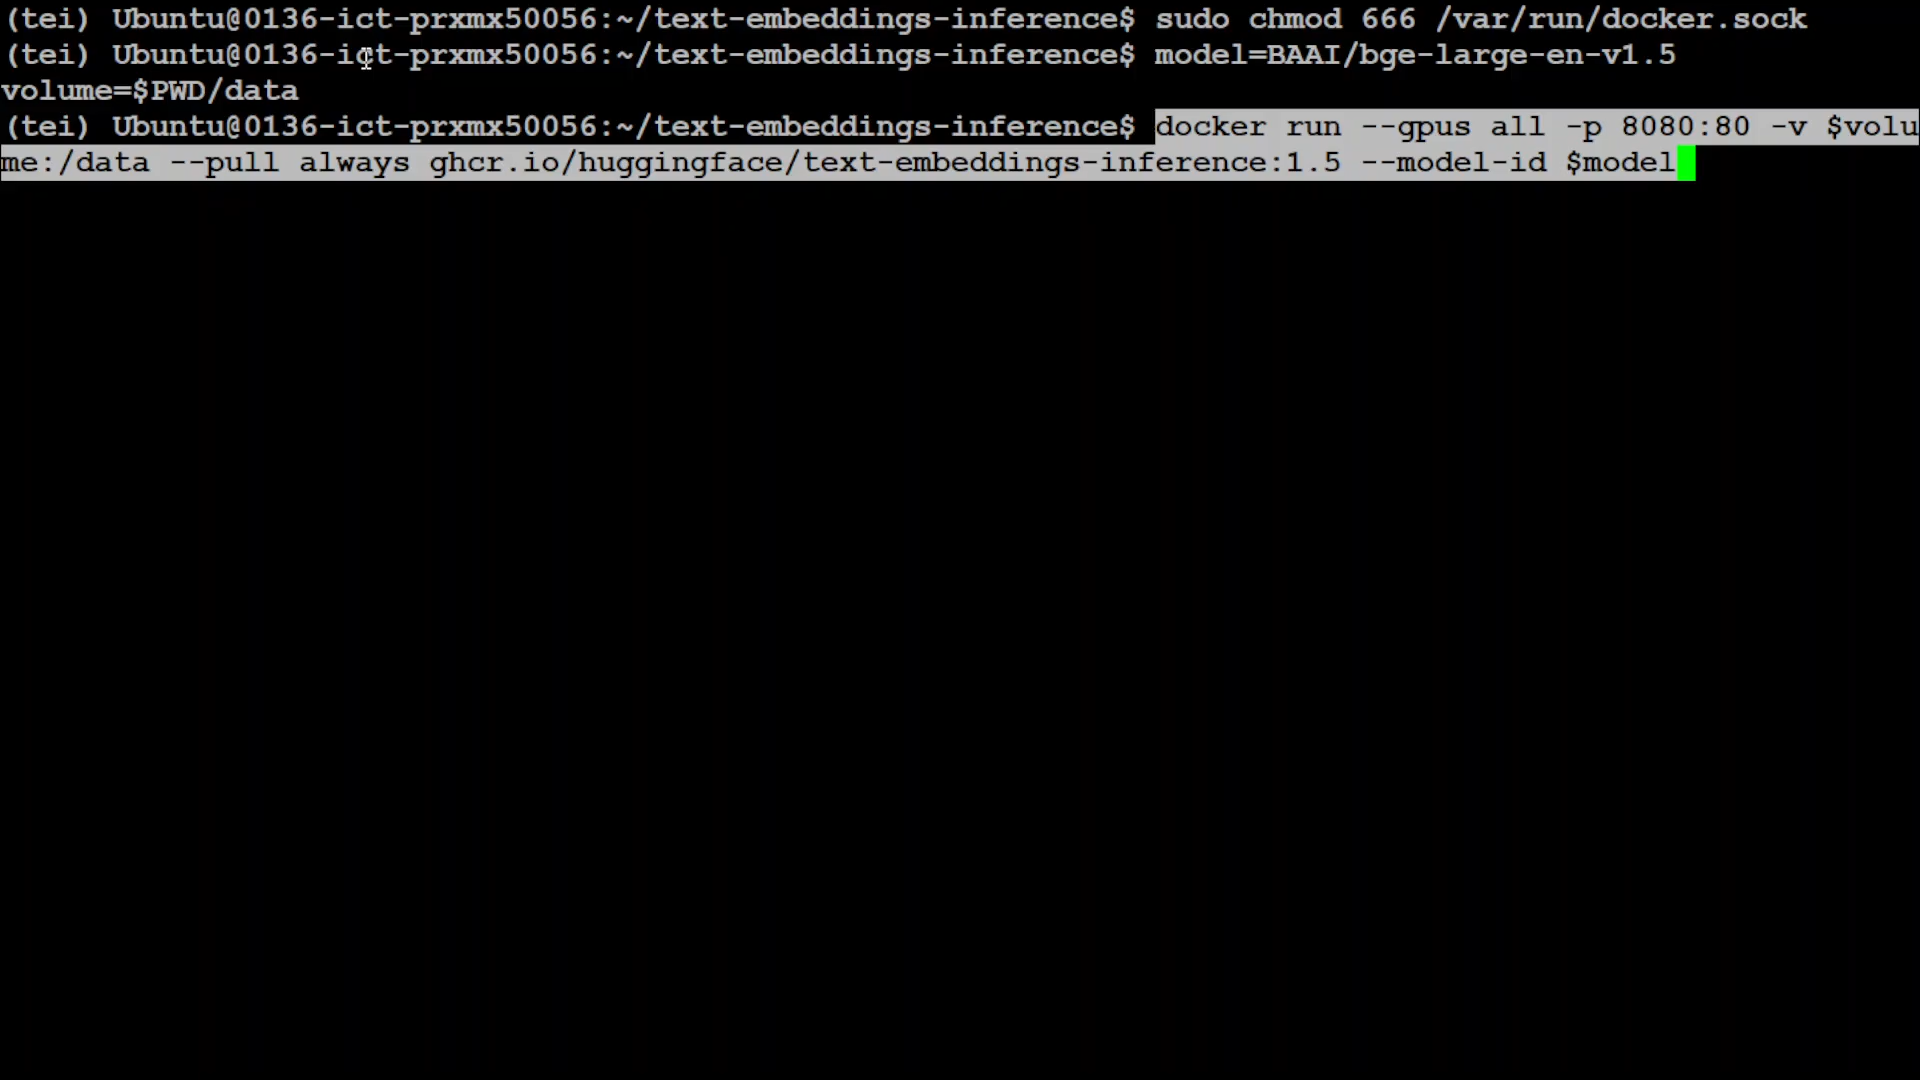 (tei) Ubuntu@0136-ict-prxmx50056:~/text-embeddings-inference$ sudo chmod 666 /var/run/docker.sock
(tei) Ubuntu@0136-ict-prxmx50056:~/text-embeddings-inference$ model=BAAI/bge-large-en-v1.5
volume=$PWD/data
(tei) Ubuntu@0136-ict-prxmx50056:~/text-embeddings-inference$ docker run --gpus all -p 8080:80 -v $volu
me:/data --pull always ghcr.io/huggingface/text-embeddings-inference:1.5 --model-id $model